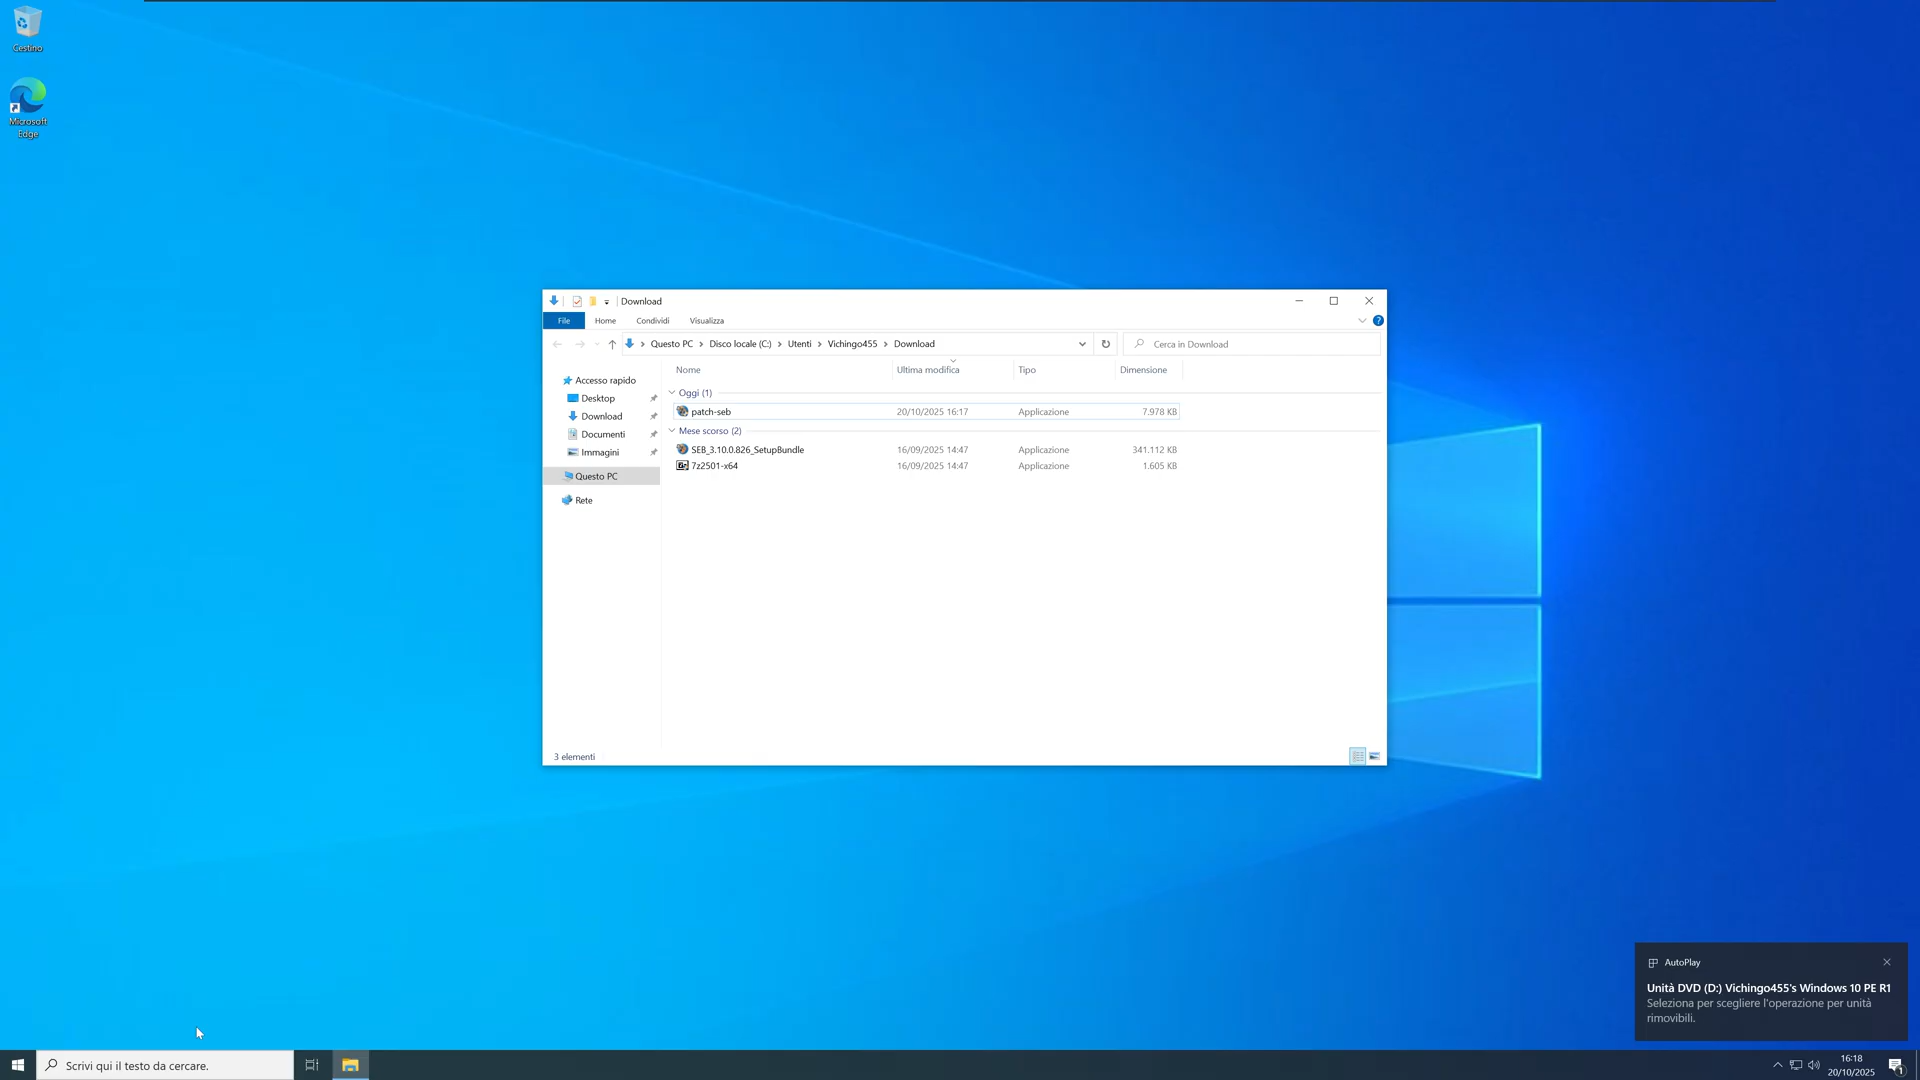 Cestino
Microsoft
Edge
Download
File
Home
Condividi
Visualizza
Questo PC
Disco locale (C:)
Utenti
Vichingo455
Download
Cerca in Download
Nome
Ultima modifica
Tipo
Dimensione
Accesso rapido
Desktop
Download
Documenti
Immagini
Questo PC
Rete
Oggi (1)
patch-seb 20/10/2025 16:17 Applicazione 7.978 KB
Mese scorso (2)
SEB_3.10.0.826_SetupBundle 16/09/2025 14:47 Applicazione 341.112 KB
7z2501-x64 16/09/2025 14:47 Applicazione 1.605 KB
3 elementi
AutoPlay
Unità DVD (D:) Vichingo455's Windows 10 PE R1
Seleziona per scegliere l'operazione per unità
rimovibili.
Scrivi qui il testo da cercare.
16:18
20/10/2025
1